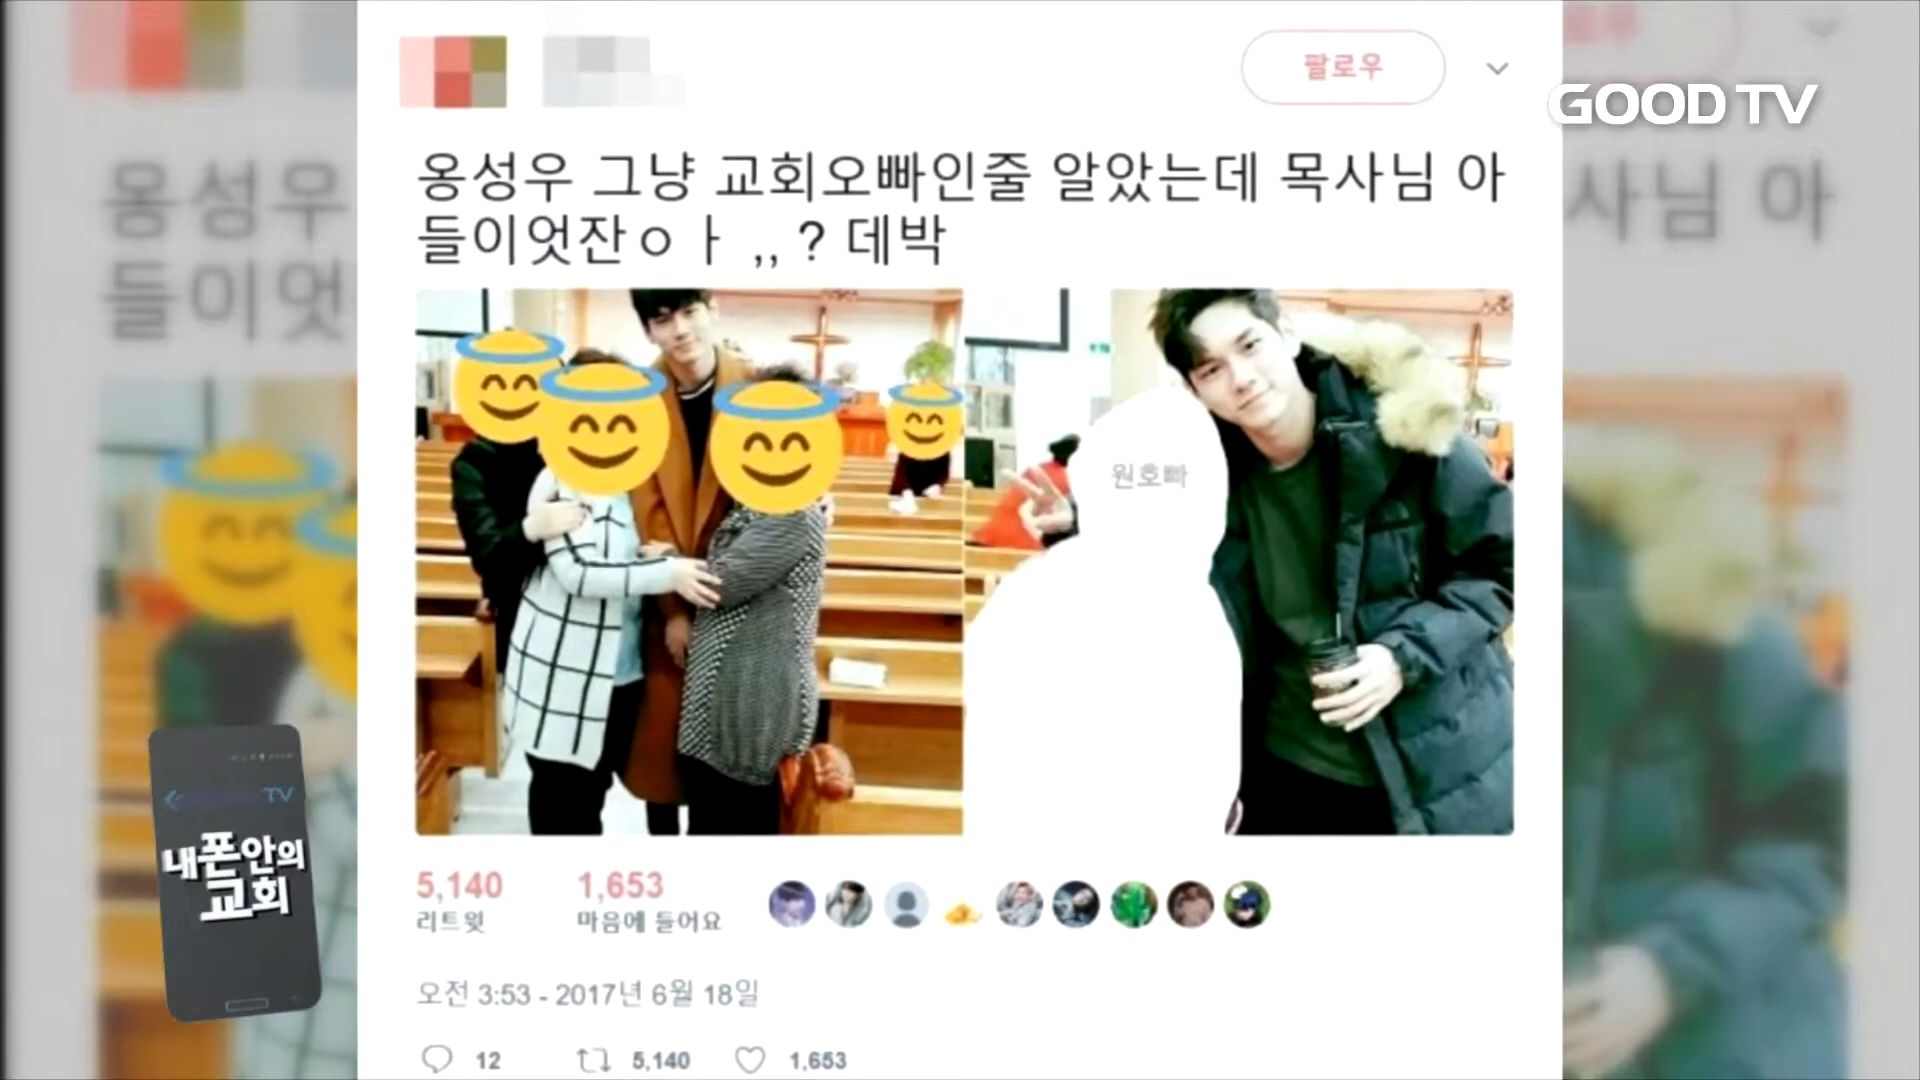 팔로우
GOOD TV
옹성우 그냥 교회오빠인줄 알았는데 목사님 아
들이엇잔ㅇㅏ ,, ? 데박
원호빠
5,140
리트윗
1,653
마음에 들어요
오전 3:53 - 2017년 6월 18일
12
5,140
1,653
TV
내폰안의
교회